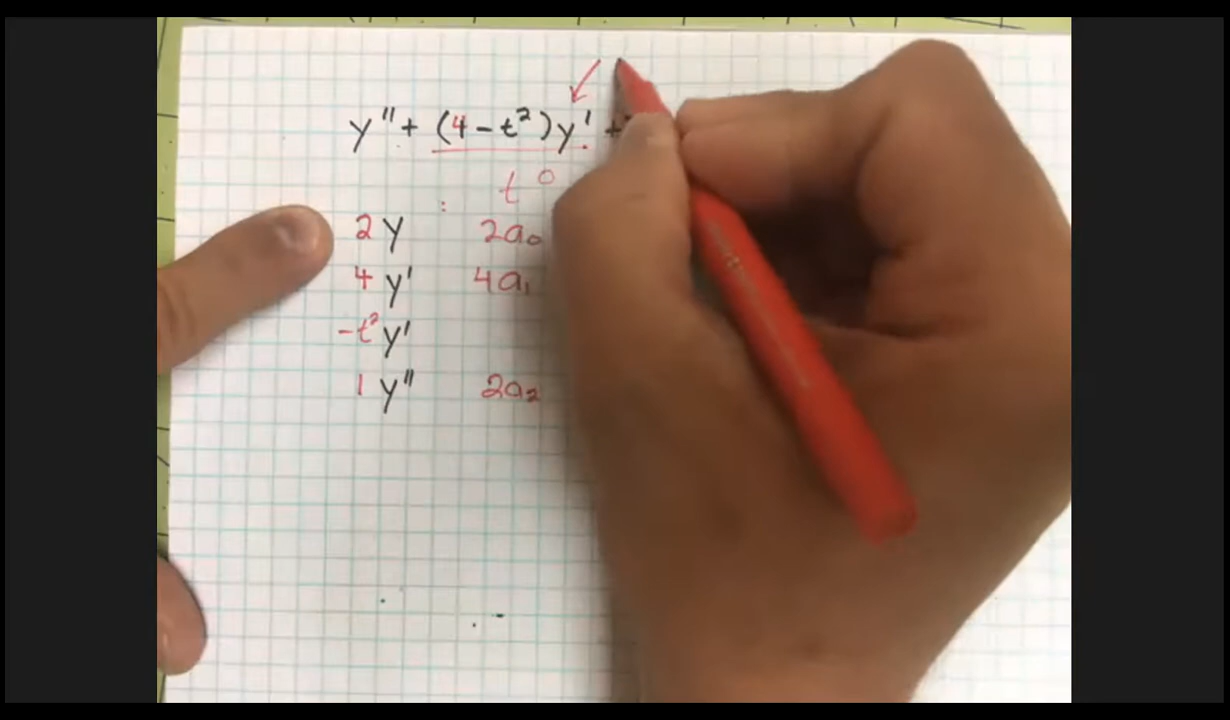 y" + (4 - t²)y' +
t⁰
2y 2a₀
4y' 4a₁
-t²y'
1y" 2a₂